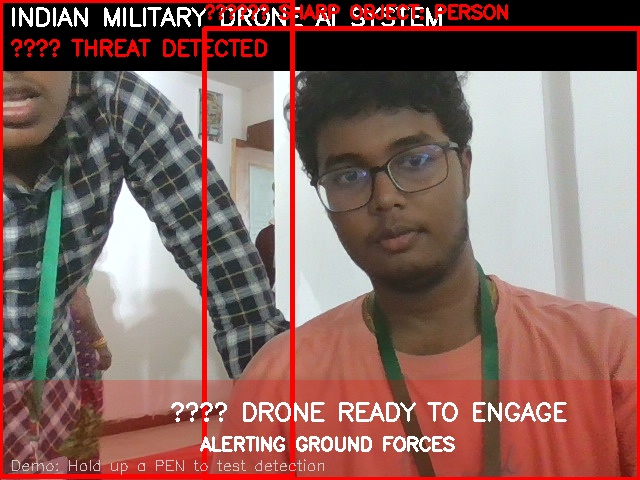 INDIAN MILITARY DRONE AI SYSTEM
?????? SHARP OBJECT: PERSON
???? THREAT DETECTED
???? DRONE READY TO ENGAGE
ALERTING GROUND FORCES
Demo: Hold up a PEN to test detection